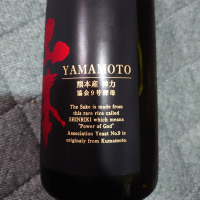 YAMAMOTO
熊本産 神力
協会9号酵母
The Sake is made from
this rare rice called
SHINRIKI which means
"Power of God"
Association Yeast No.9 is
originaly from Kumamoto.